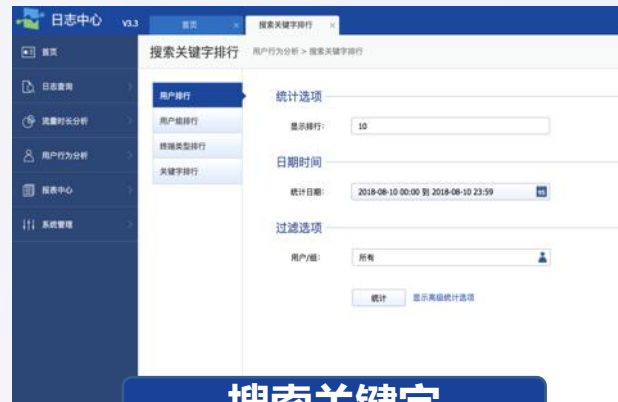 日志中心 V3.3
首页 × 搜索关键字排行 ×
首页
日志查询
流量时长分析
用户行为分析
报表中心
系统管理
搜索关键字排行 用户行为分析 > 搜索关键字排行
用户排行
用户组排行
终端类型排行
关键字排行
统计选项
显示排行: 10
日期时间
统计日期: 2018-08-10 00:00 到 2018-08-10 23:59
过滤选项
用户/组: 所有
统计 显示高级统计选项
搜索关键字